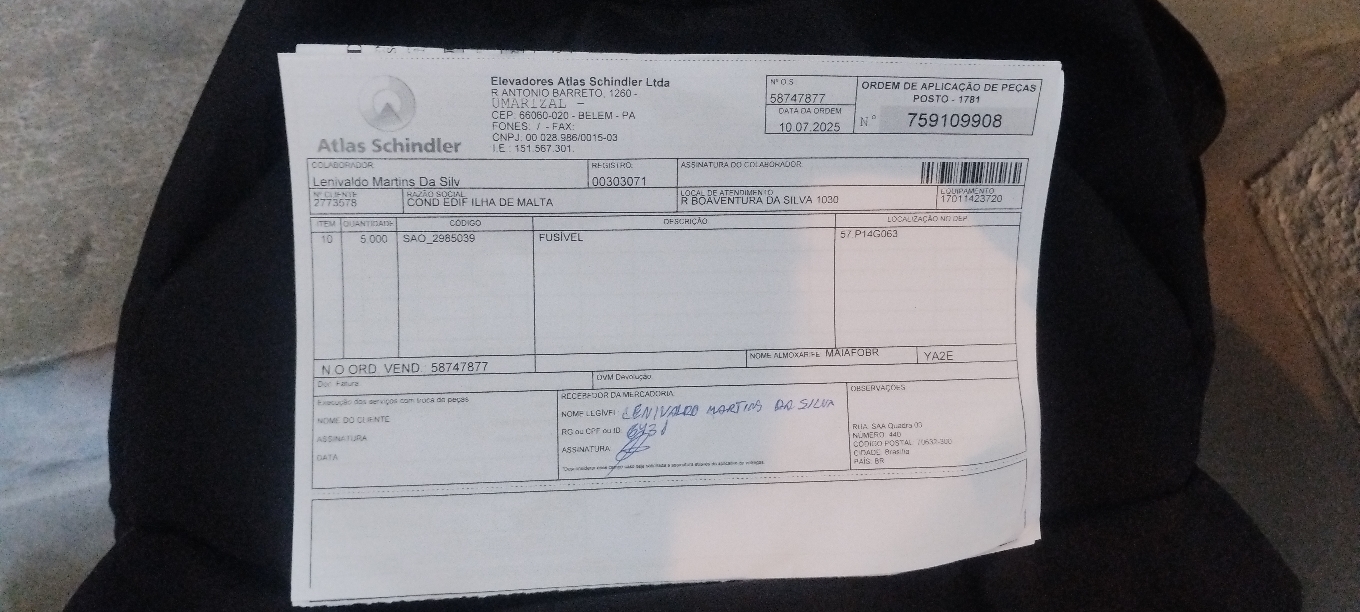 Elevadores Atlas Schindler Ltda
R ANTONIO BARRETO, 1260 -
UMARIZAL -
CEP: 66060-020 - BELEM - PA
FONES: / - FAX:
CNPJ: 00.028.986/0015-03
I.E.: 151.567.301.
Atlas Schindler
Nº O.S
58747877
DATA DA ORDEM
10.07.2025
ORDEM DE APLICAÇÃO DE PEÇAS
POSTO - 1781
Nº 759109908
COLABORADOR
Lenivaldo Martins Da Silv
REGISTRO:
00303071
ASSINATURA DO COLABORADOR
Nº CLIENTE
2773578
RAZÃO SOCIAL
COND EDIF ILHA DE MALTA
LOCAL DE ATENDIMENTO
R BOAVENTURA DA SILVA 1030
EQUIPAMENTO
17011423720
ITEM QUANTIDADE CÓDIGO DESCRIÇÃO LOCALIZAÇÃO NO DEP
10 5.000 SAO_2985039 FUSÍVEL 57.P14G063
N.O ORD. VEND. 58747877
NOME ALMOXARIFE: MAIAFOBR YA2E
Doc. Fatura
OVM Devolução
Execução dos serviços com troca de peças
NOME DO CLIENTE
ASSINATURA
DATA
RECEBEDOR DA MERCADORIA
NOME LEGÍVEL LENIVALDO MARTINS DA SILVA
RG ou CPF ou ID
ASSINATURA
OBSERVAÇÕES
RUA: SAA Quadra 03
NÚMERO: 440
CÓDIGO POSTAL: 70632-300
CIDADE: Brasília
PAÍS: BR